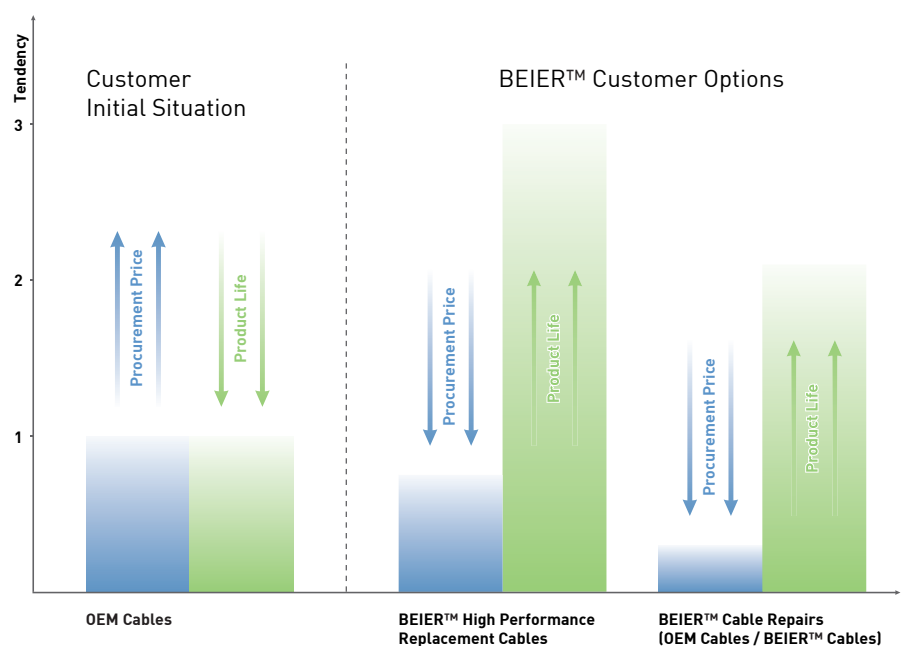 Tendency
Customer
Initial Situation
BEIER™ Customer Options
3
2
1
Procurement Price
Product Life
Procurement Price
Product Life
Procurement Price
Product Life
OEM Cables
BEIER™ High Performance
Replacement Cables
BEIER™ Cable Repairs
(OEM Cables / BEIER™ Cables)